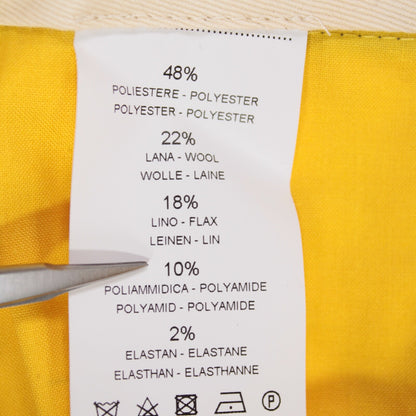 48%
POLIESTERE - POLYESTER
POLYESTER - POLYESTER
22%
LANA - WOOL
WOLLE - LAINE
18%
LINO - FLAX
LEINEN - LIN
10%
POLIAMMIDICA - POLYAMIDE
POLYAMID - POLYAMIDE
2%
ELASTAN - ELASTANE
ELASTHAN - ELASTHANNE
P